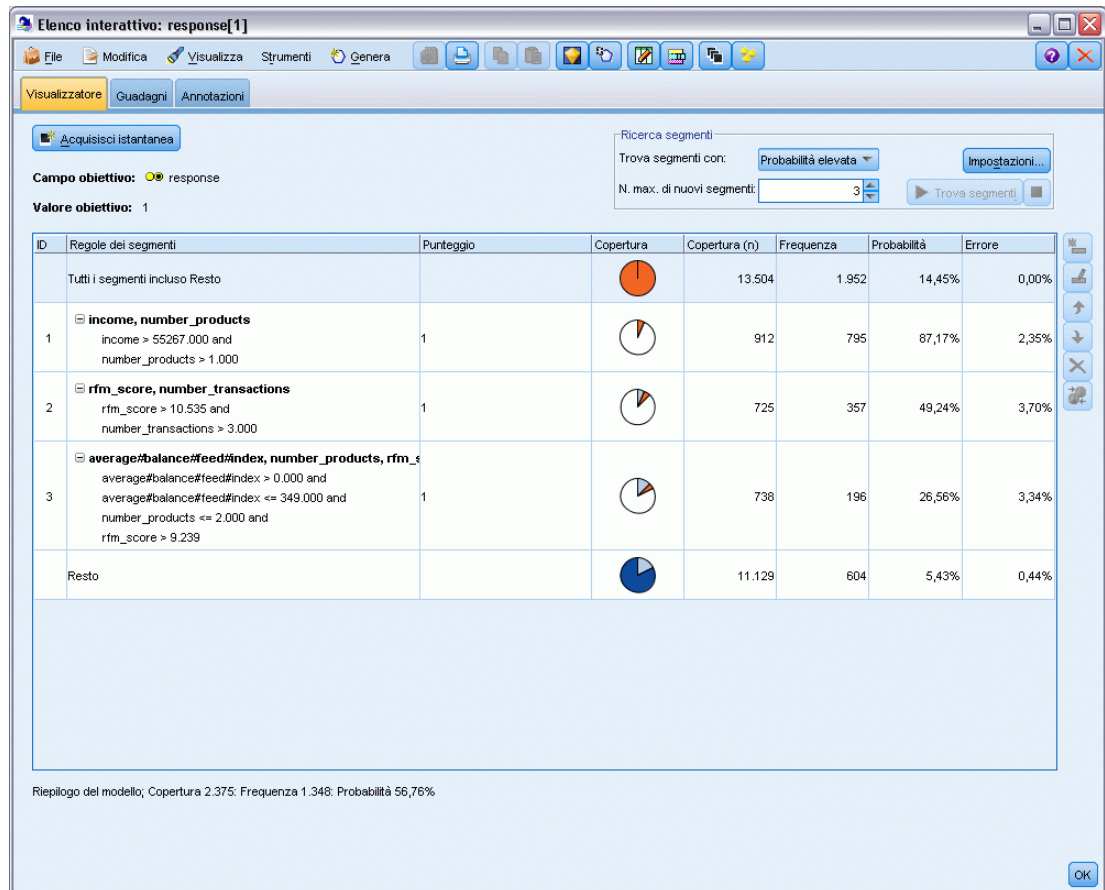 Elenco interattivo: response[1]
File Modifica Visualizza Strumenti Genera
Visualizzatore Guadagni Annotazioni
Acquisisci istantanea
Ricerca segmenti
Trova segmenti con: Probabilità elevata Impostazioni...
Campo obiettivo: response
N. max. di nuovi segmenti: 3 Trova segmenti
Valore obiettivo: 1
ID Regole dei segmenti Punteggio Copertura Copertura (n) Frequenza Probabilità Errore
Tutti i segmenti incluso Resto 13.504 1.952 14,45% 0,00%
income, number_products
1 income > 55267.000 and 1 912 795 87,17% 2,35%
number_products > 1.000
rfm_score, number_transactions
2 rfm_score > 10.535 and 1 725 357 49,24% 3,70%
number_transactions > 3.000
average#balance#feed#index, number_products, rfm_s
average#balance#feed#index > 0.000 and
3 average#balance#feed#index <= 349.000 and 1 738 196 26,56% 3,34%
number_products <= 2.000 and
rfm_score > 9.239
Resto 11.129 604 5,43% 0,44%
Riepilogo del modello; Copertura 2.375: Frequenza 1.348: Probabilità 56,76%
OK